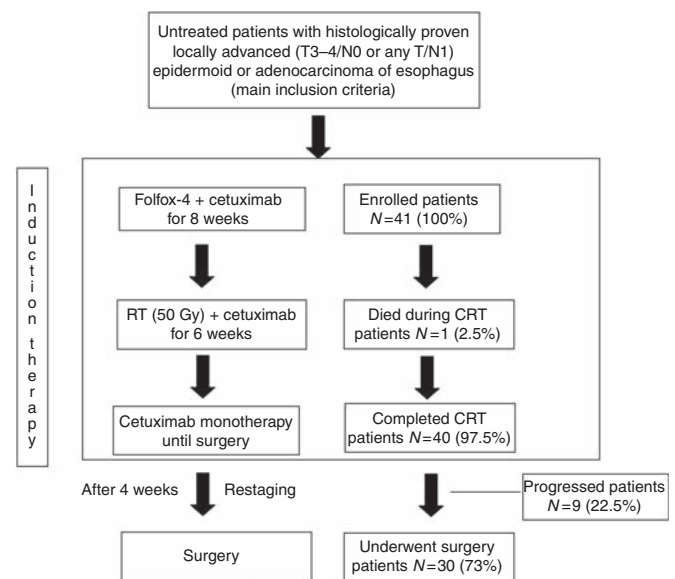 Untreated patients with histologically proven
locally advanced (T3–4/N0 or any T/N1)
epidermoid or adenocarcinoma of esophagus
(main inclusion criteria)
Induction therapy
Folfox-4 + cetuximab
for 8 weeks
Enrolled patients
N=41 (100%)
RT (50 Gy) + cetuximab
for 6 weeks
Died during CRT
patients N=1 (2.5%)
Cetuximab monotherapy
until surgery
Completed CRT
patients N=40 (97.5%)
After 4 weeks
Restaging
Progressed patients
N=9 (22.5%)
Surgery
Underwent surgery
patients N=30 (73%)